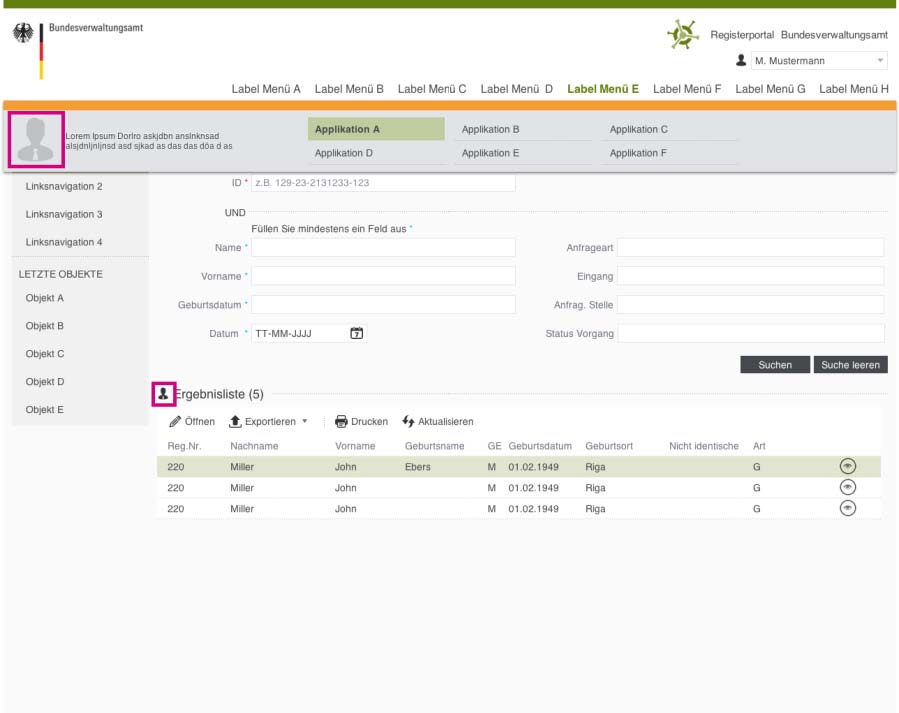 Bundesverwaltungsamt
Registerportal Bundesverwaltungsamt
M. Mustermann
Label Menü A Label Menü B Label Menü C Label Menü D Label Menü E Label Menü F Label Menü G Label Menü H
Lorem Ipsum Dorlro askjdbn anslnknsad
alsjdnljnljnsd asd sjkad as das das döa d as
Applikation A Applikation B Applikation C
Applikation D Applikation E Applikation F
Linksnavigation 2
Linksnavigation 3
Linksnavigation 4
LETZTE OBJEKTE
Objekt A
Objekt B
Objekt C
Objekt D
Objekt E
ID * z.B. 129-23-2131233-123
UND
Füllen Sie mindestens ein Feld aus *
Name * Anfrageart
Vorname * Eingang
Geburtsdatum * Anfrag. Stelle
Datum * TT-MM-JJJJ 7 Status Vorgang
Suchen Suche leeren
Ergebnisliste (5)
Öffnen Exportieren Drucken Aktualisieren
Reg.Nr. Nachname Vorname Geburtsname GE Geburtsdatum Geburtsort Nicht identische Art
220 Miller John Ebers M 01.02.1949 Riga G
220 Miller John M 01.02.1949 Riga G
220 Miller John M 01.02.1949 Riga G